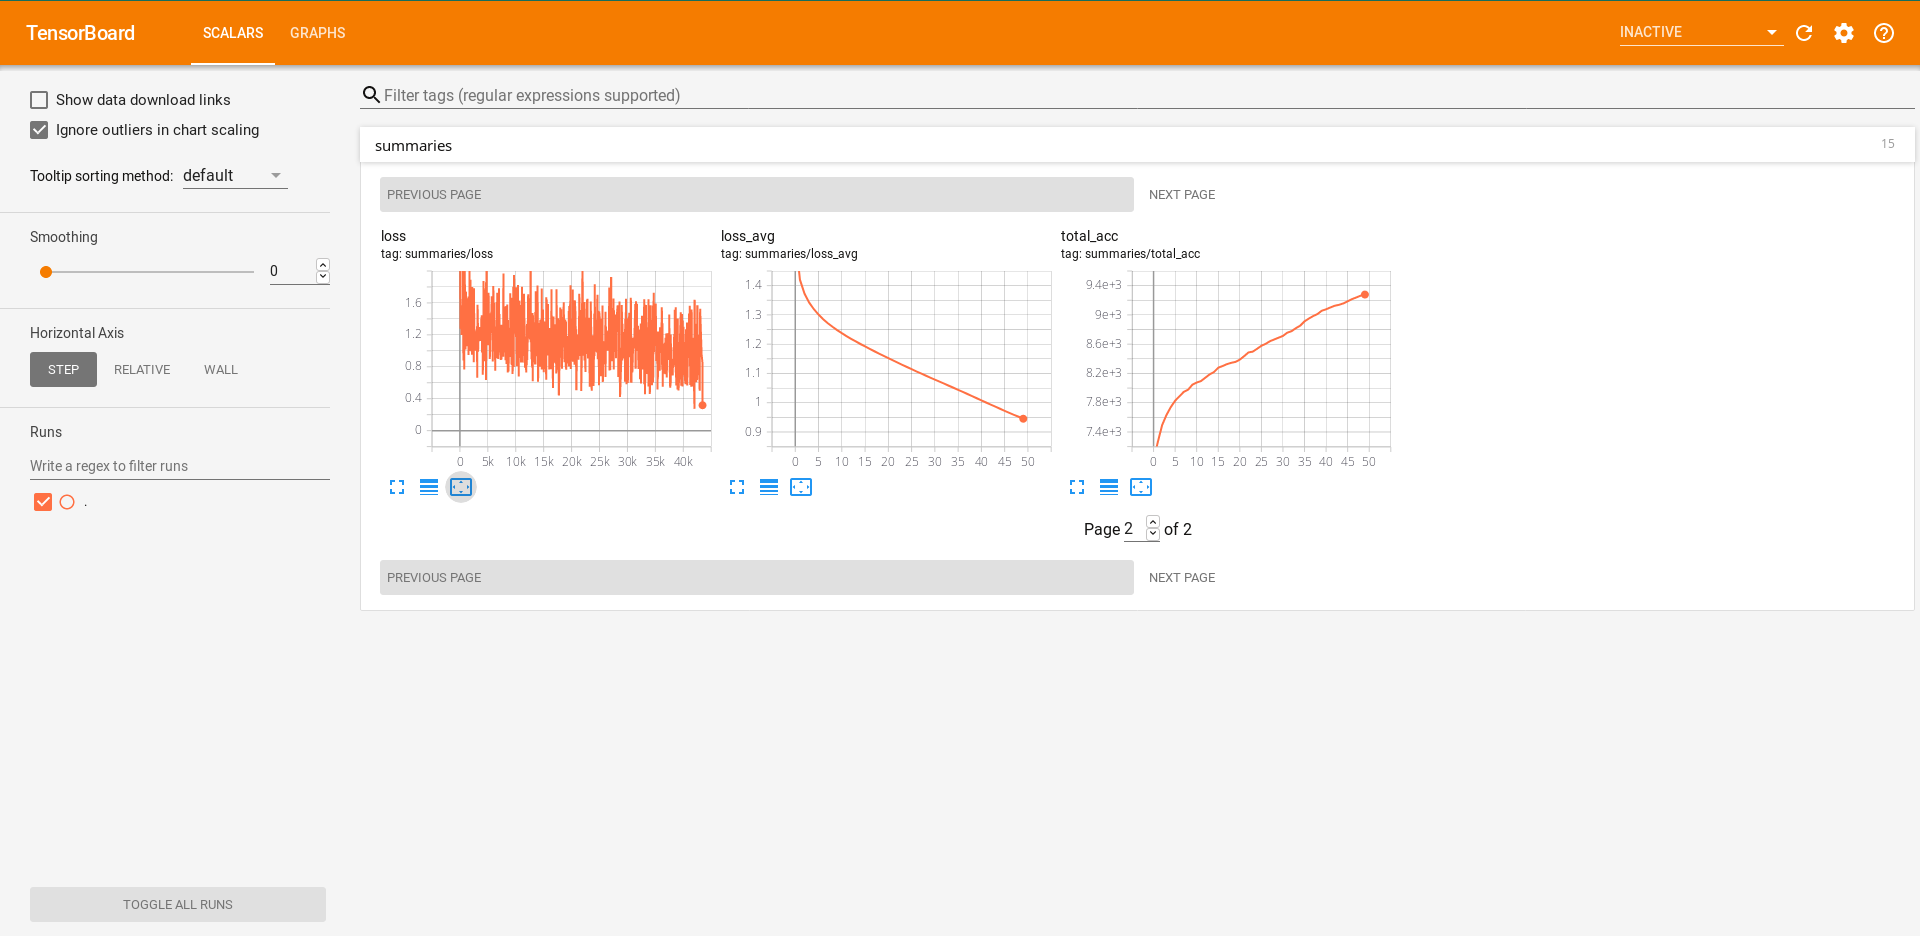 TensorBoard SCALARS GRAPHS INACTIVE
Show data download links
Ignore outliers in chart scaling
Tooltip sorting method: default
Smoothing
0
Horizontal Axis
STEP RELATIVE WALL
Runs
Write a regex to filter runs
.
TOGGLE ALL RUNS
Filter tags (regular expressions supported)
summaries 15
PREVIOUS PAGE NEXT PAGE
loss
tag: summaries/loss
1.6
1.2
0.8
0.4
0
0 5k 10k 15k 20k 25k 30k 35k 40k
loss_avg
tag: summaries/loss_avg
1.4
1.3
1.2
1.1
1
0.9
0 5 10 15 20 25 30 35 40 45 50
total_acc
tag: summaries/total_acc
9.4e+3
9e+3
8.6e+3
8.2e+3
7.8e+3
7.4e+3
0 5 10 15 20 25 30 35 40 45 50
Page 2 of 2
PREVIOUS PAGE NEXT PAGE